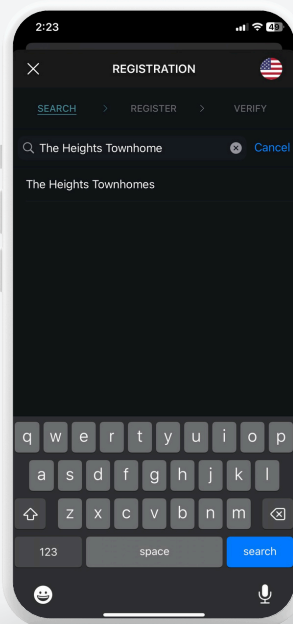 2:23
49
REGISTRATION
SEARCH > REGISTER > VERIFY
The Heights Townhome Cancel
The Heights Townhomes
q w e r t y u i o p
a s d f g h j k l
z x c v b n m
123 space search